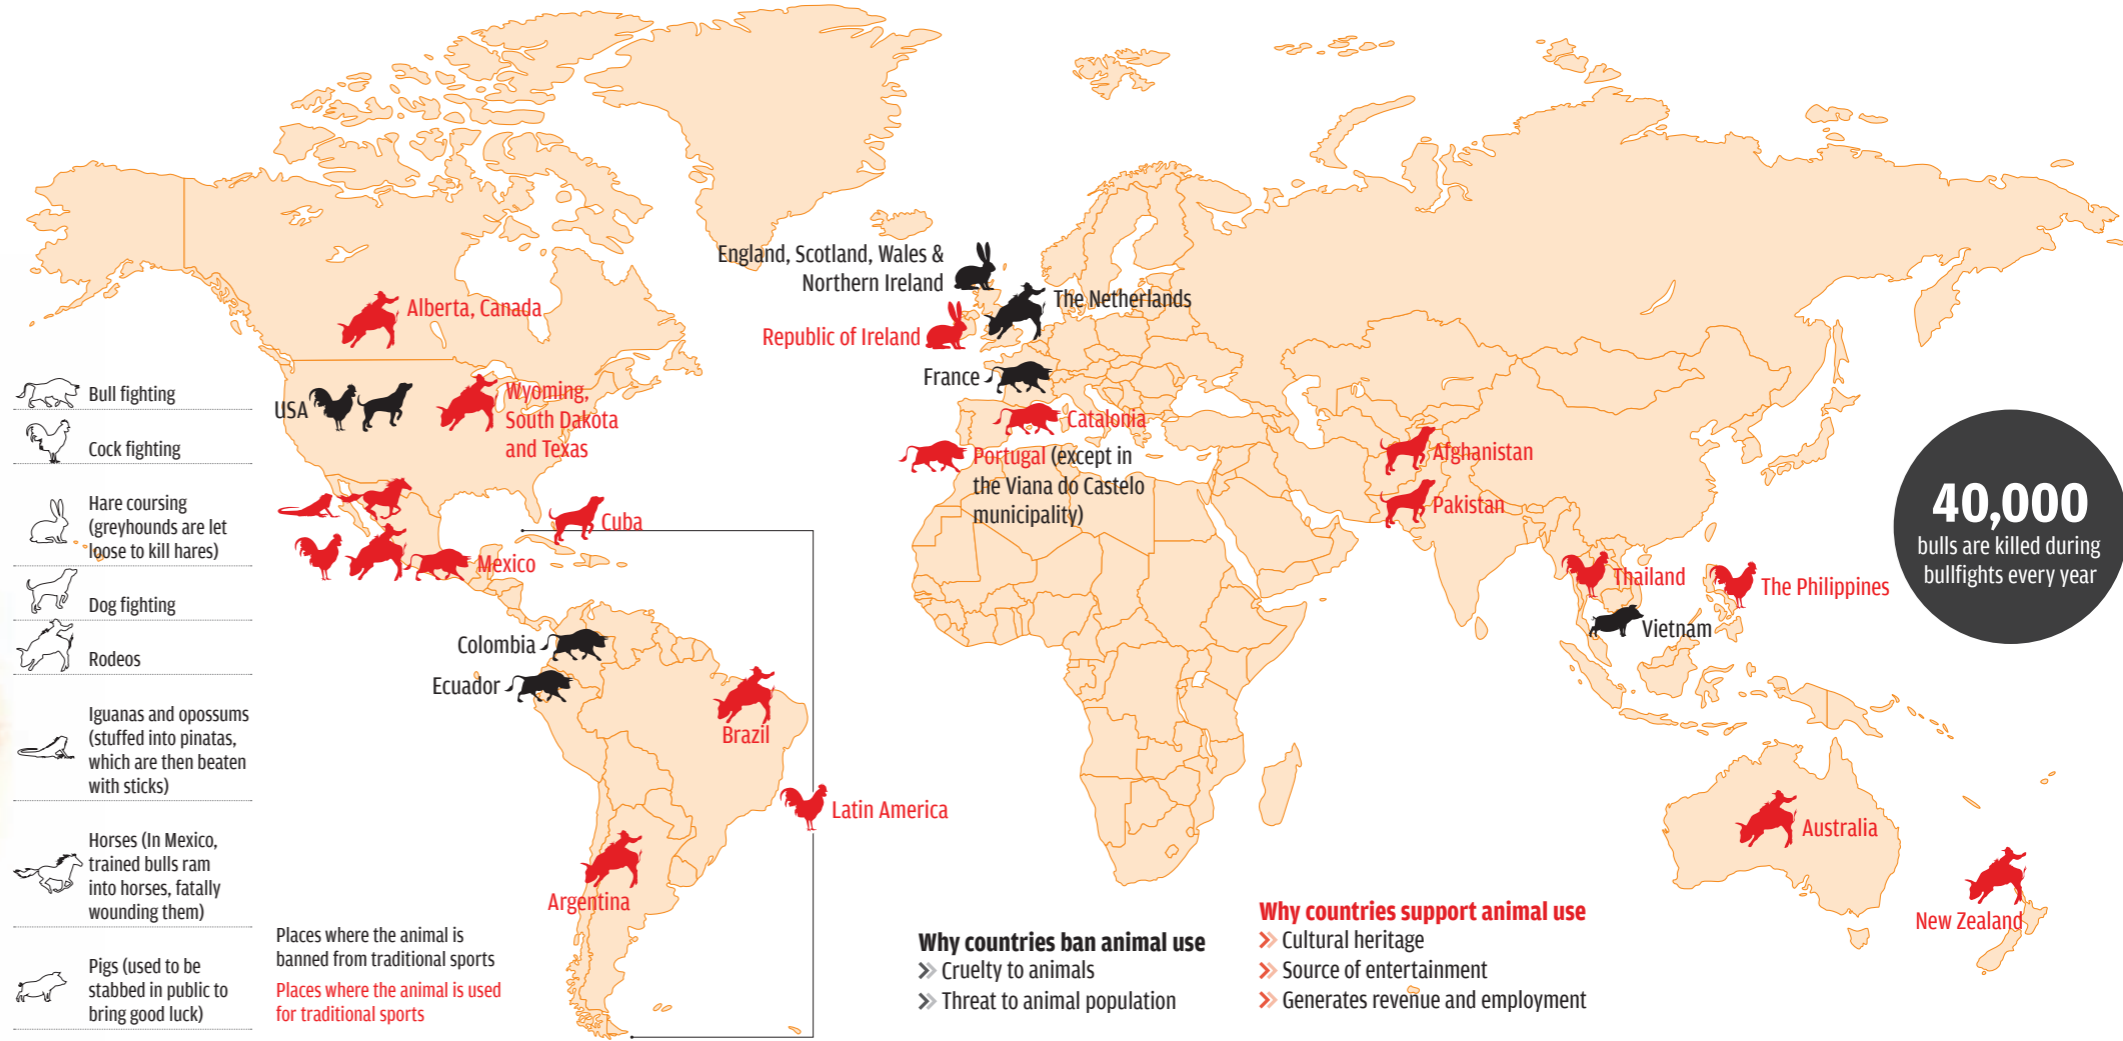 England, Scotland, Wales &
Northern Ireland
The Netherlands
Alberta, Canada
Republic of Ireland
France
USA
Wyoming,
South Dakota
and Texas
Catalonia
Portugal (except in
the Viana do Castelo
municipality)
Afghanistan
Pakistan
Cuba
Mexico
Thailand
The Philippines
Vietnam
Colombia
Ecuador
Brazil
Latin America
Argentina
Australia
New Zealand
40,000
bulls are killed during
bullfights every year
Bull fighting
Cock fighting
Hare coursing
(greyhounds are let
loose to kill hares)
Dog fighting
Rodeos
Iguanas and opossums
(stuffed into pinatas,
which are then beaten
with sticks)
Horses (In Mexico,
trained bulls ram
into horses, fatally
wounding them)
Pigs (used to be
stabbed in public to
bring good luck)
Places where the animal is
banned from traditional sports
Places where the animal is used
for traditional sports
Why countries ban animal use
Cruelty to animals
Threat to animal population
Why countries support animal use
Cultural heritage
Source of entertainment
Generates revenue and employment